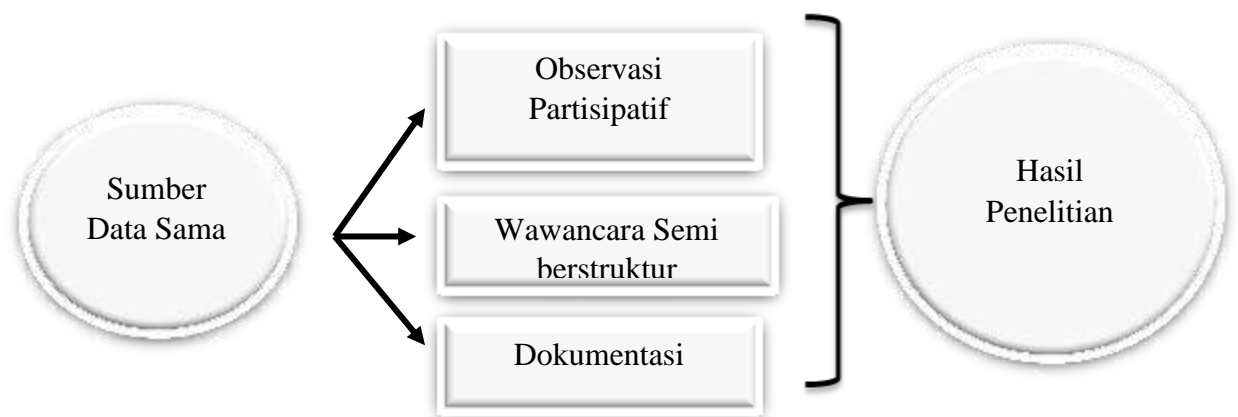 Sumber
Data Sama
Observasi
Partisipatif
Wawancara Semi
berstruktur
Dokumentasi
Hasil
Penelitian